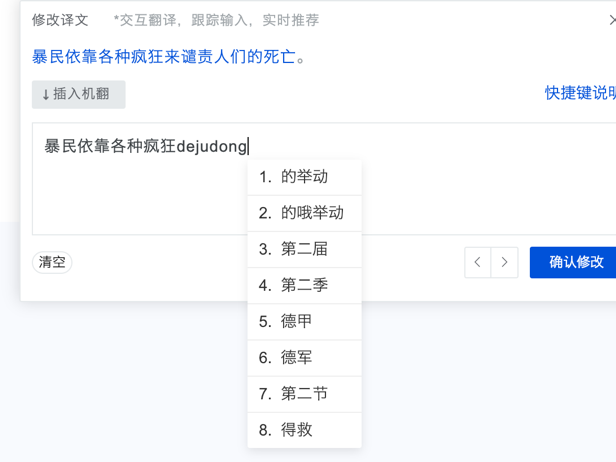 修改译文 *交互翻译，跟踪输入，实时推荐
暴民依靠各种疯狂来谴责人们的死亡。
↓插入机翻 快捷键说明
暴民依靠各种疯狂dejudong
1. 的举动
2. 的哦举动
3. 第二届
4. 第二季
5. 德甲
6. 德军
7. 第二节
8. 得救
清空 确认修改